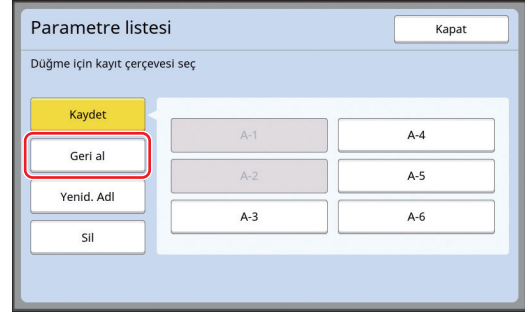 Parametre listesi
Kapat
Düğme için kayıt çerçevesi seç
Kaydet
Geri al
Yenid. Adl
Sil
A-1
A-4
A-2
A-5
A-3
A-6